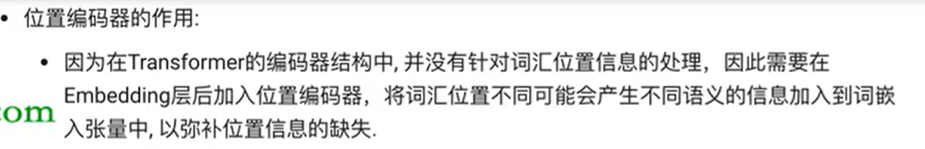 • 位置编码器的作用:
• 因为在Transformer的编码器结构中, 并没有针对词汇位置信息的处理，因此需要在
Embedding层后加入位置编码器，将词汇位置不同可能会产生不同语义的信息加入到词嵌
com
入张量中, 以弥补位置信息的缺失.